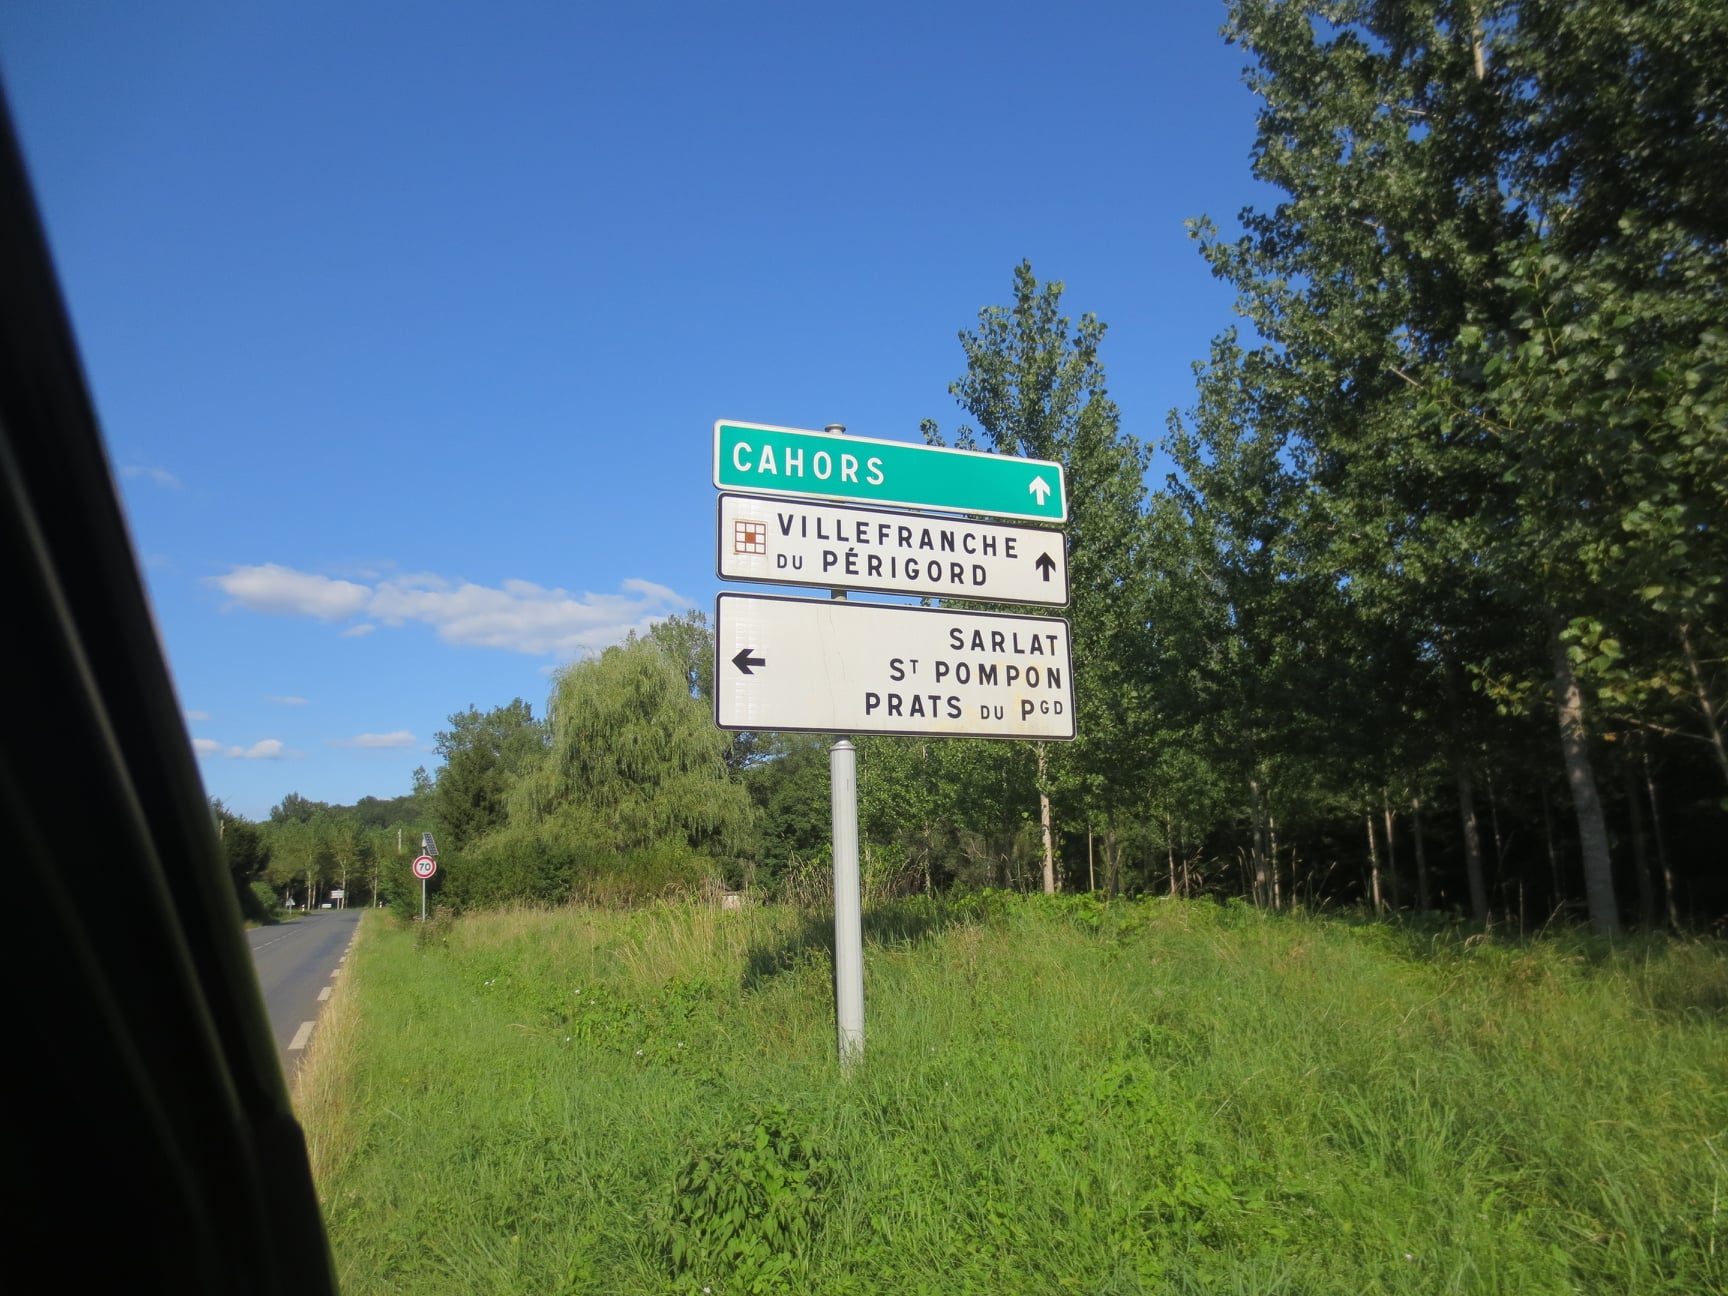 CAHORS
VILLEFRANCHE
DU PÉRIGORD
SARLAT
ST POMPON
PRATS DU PGD
70